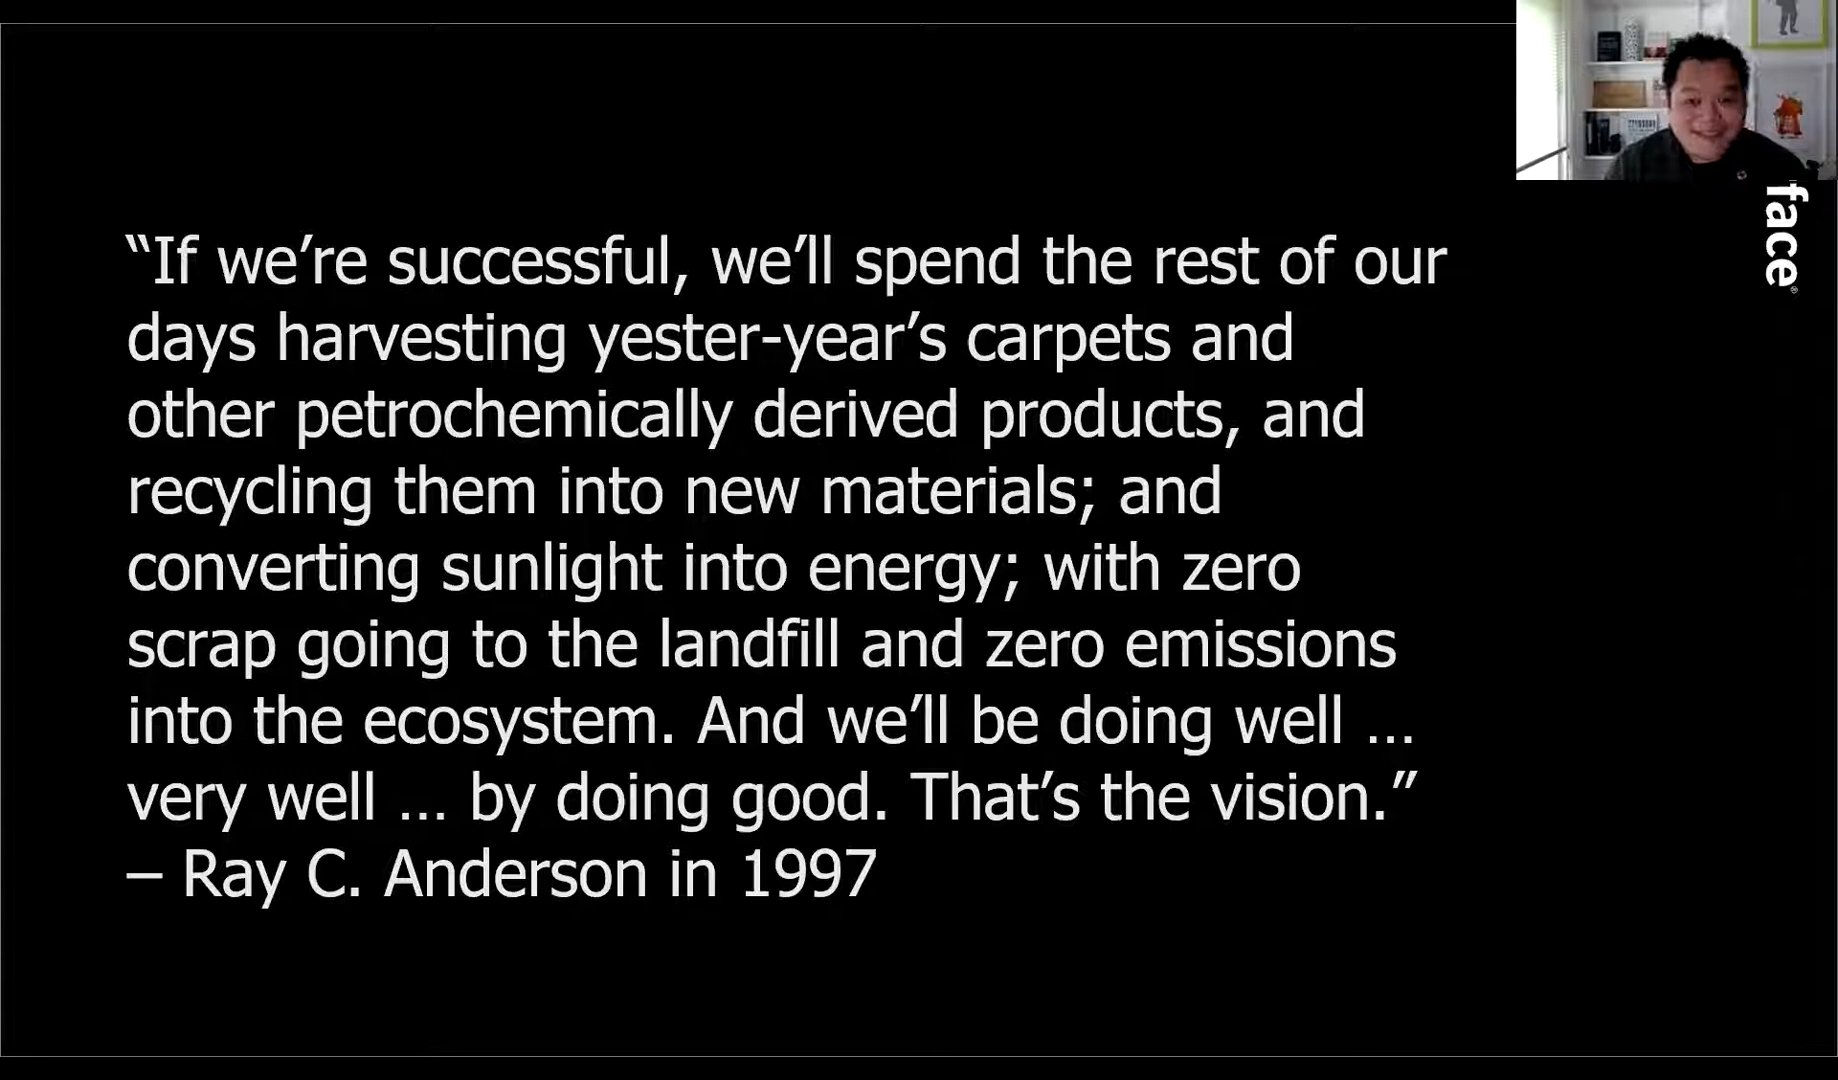 “If we’re successful, we’ll spend the rest of our
days harvesting yester-year’s carpets and
other petrochemically derived products, and
recycling them into new materials; and
converting sunlight into energy; with zero
scrap going to the landfill and zero emissions
into the ecosystem. And we’ll be doing well ...
very well ... by doing good. That’s the vision.”
– Ray C. Anderson in 1997
face®